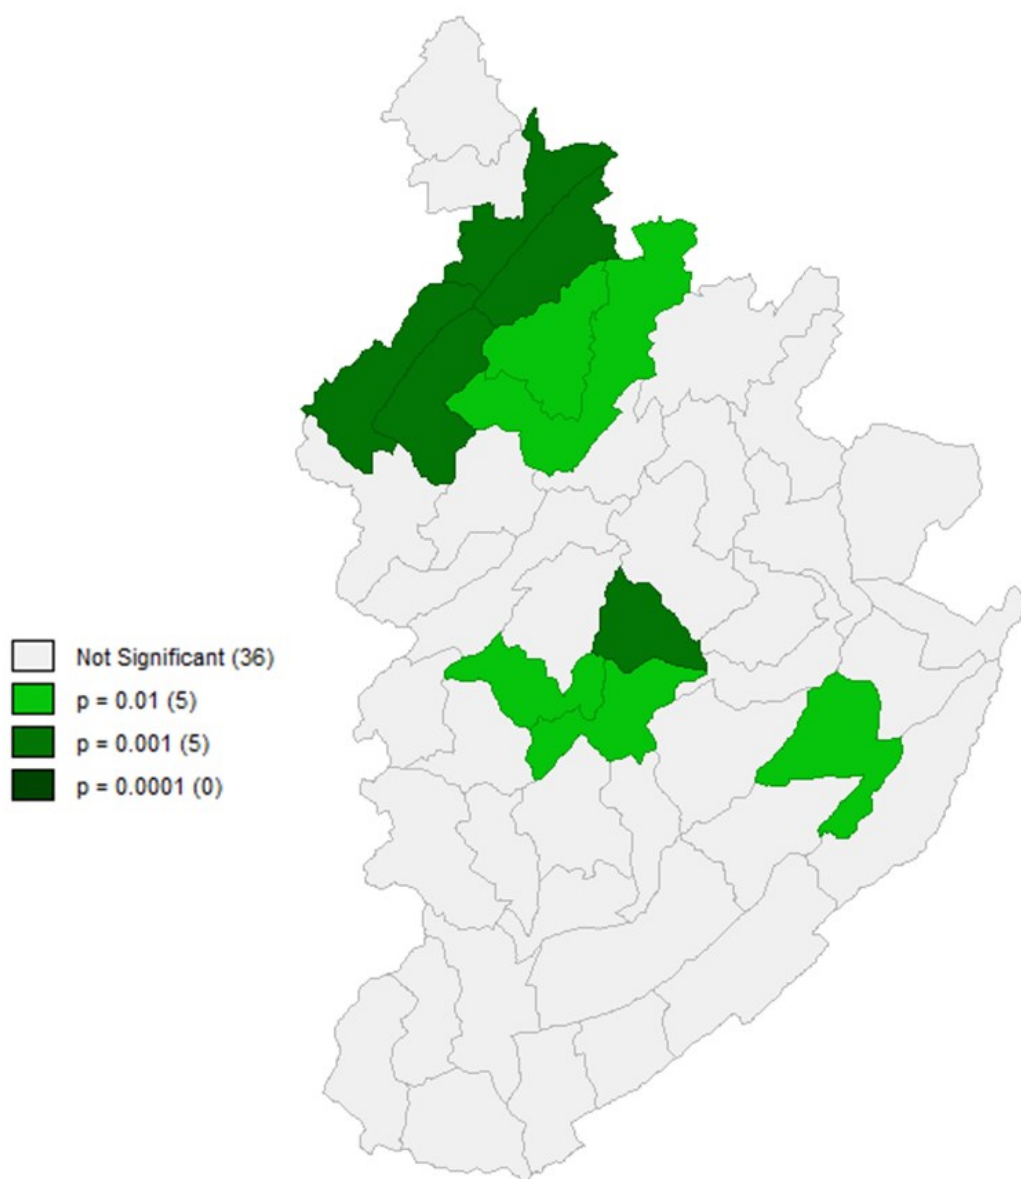 Not Significant (36)
p = 0.01 (5)
p = 0.001 (5)
p = 0.0001 (0)